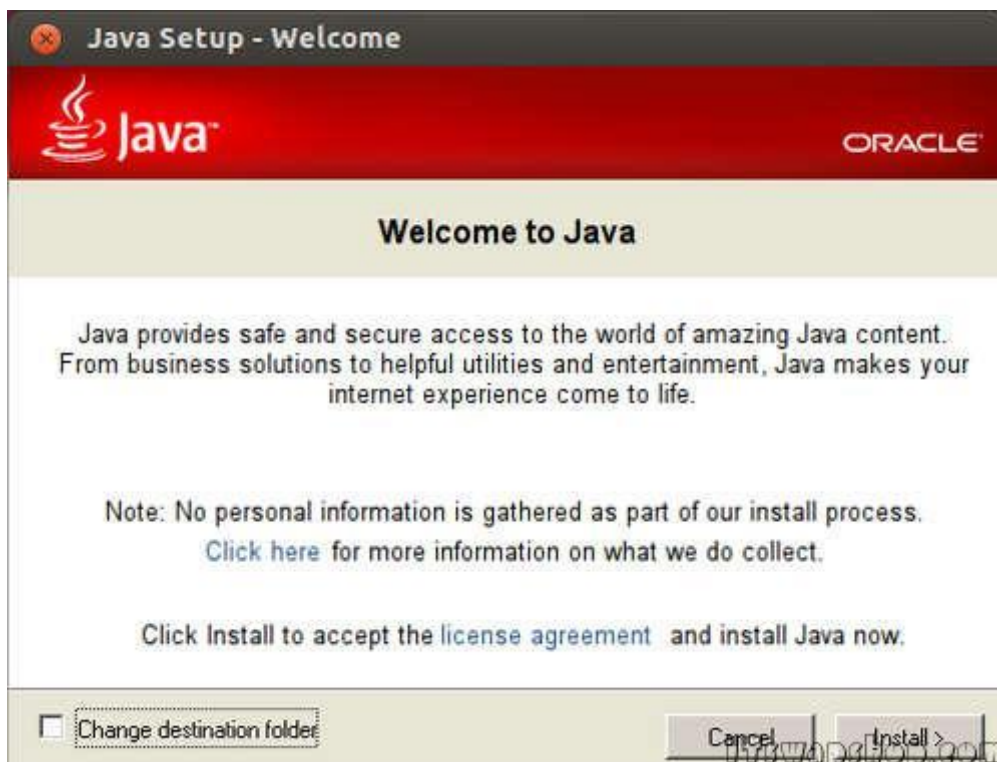 Java Setup - Welcome
Java™
ORACLE
Welcome to Java
Java provides safe and secure access to the world of amazing Java content.
From business solutions to helpful utilities and entertainment, Java makes your
internet experience come to life.
Note: No personal information is gathered as part of our install process.
Click here for more information on what we do collect.
Click Install to accept the license agreement and install Java now.
Change destination folder
Cancel
Install >